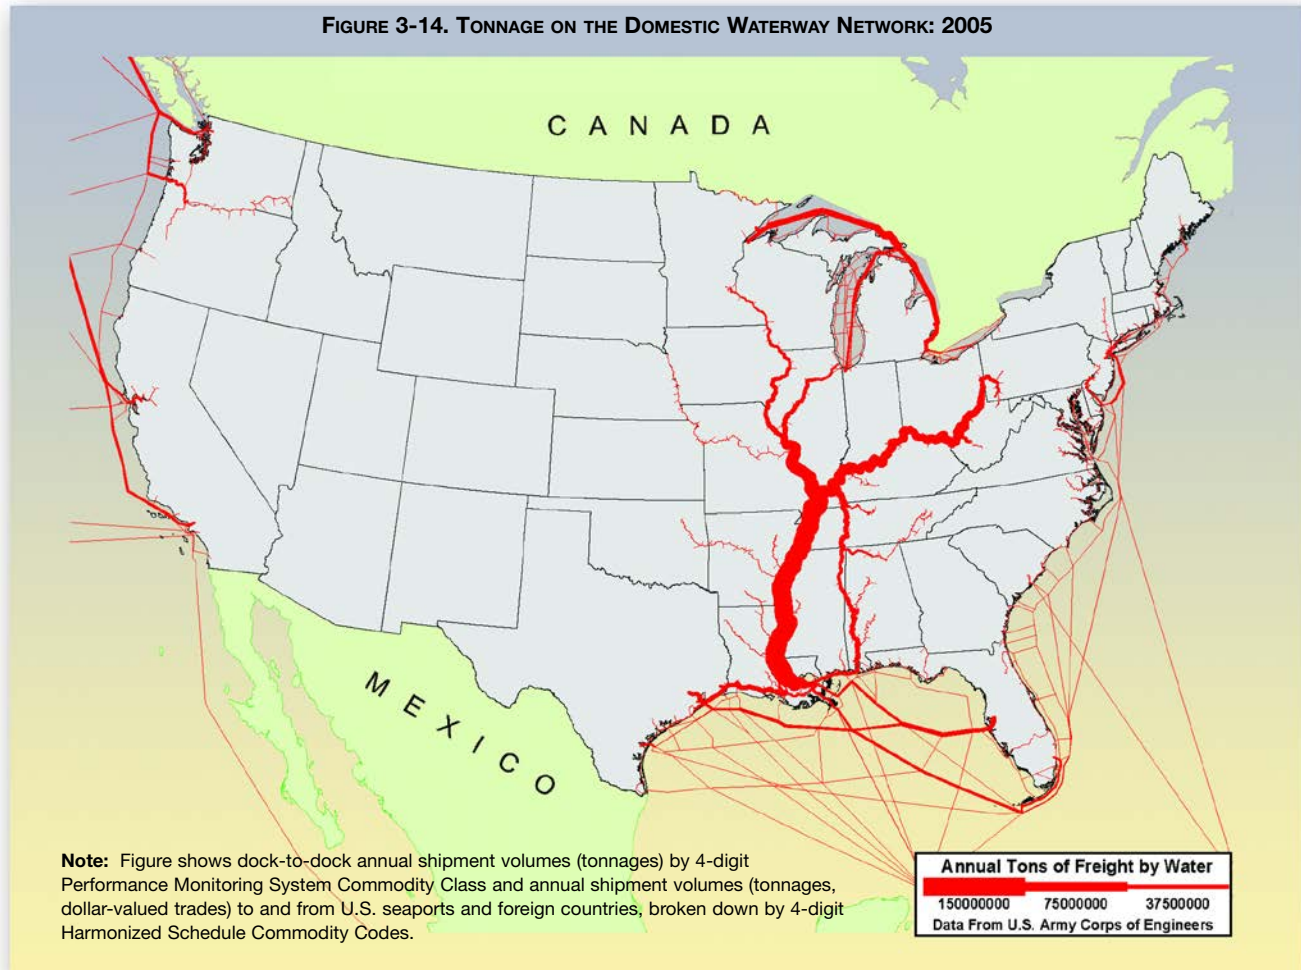 FIGURE 3-14. TONNAGE ON THE DOMESTIC WATERWAY NETWORK: 2005
CANADA
MEXICO
Note: Figure shows dock-to-dock annual shipment volumes (tonnages) by 4-digit
Performance Monitoring System Commodity Class and annual shipment volumes (tonnages,
dollar-valued trades) to and from U.S. seaports and foreign countries, broken down by 4-digit
Harmonized Schedule Commodity Codes.
Annual Tons of Freight by Water
150000000 75000000 37500000
Data From U.S. Army Corps of Engineers